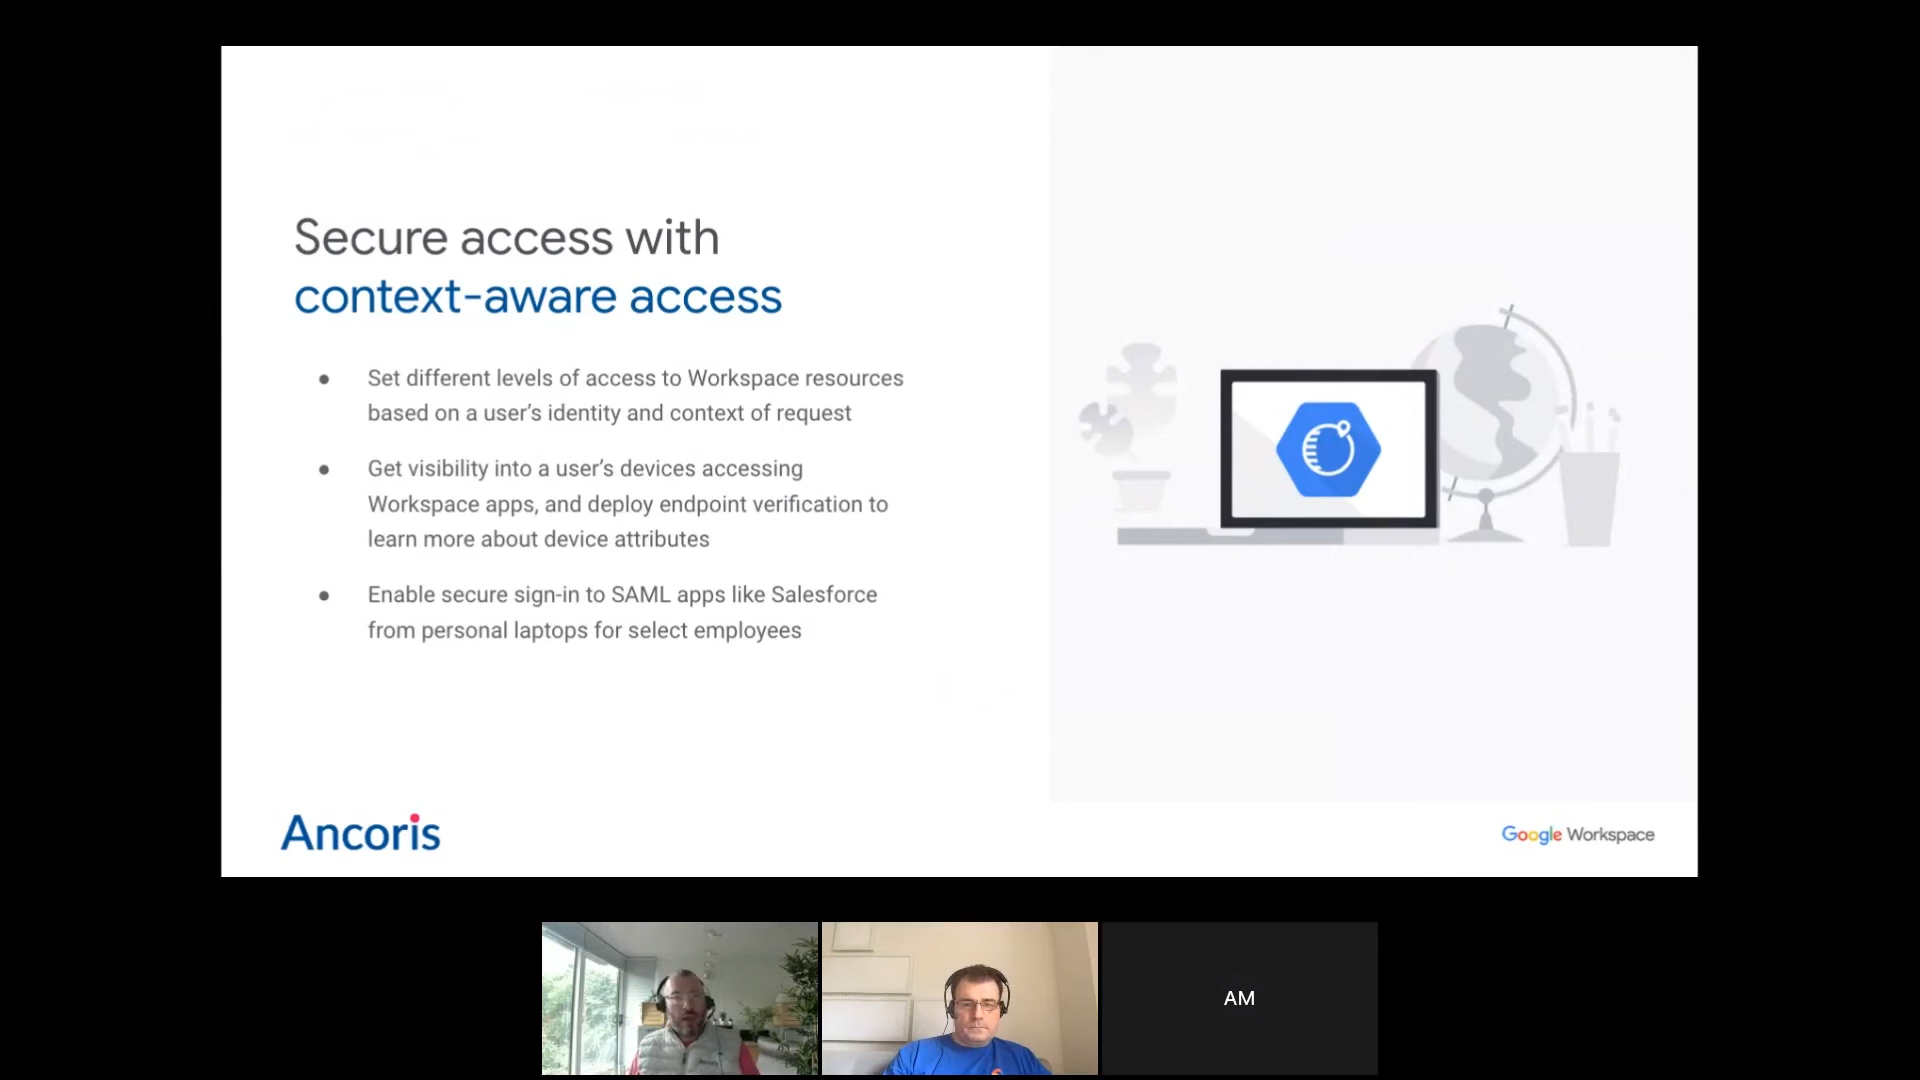 Secure access with
context-aware access
● Set different levels of access to Workspace resources
based on a user's identity and context of request
● Get visibility into a user's devices accessing
Workspace apps, and deploy endpoint verification to
learn more about device attributes
● Enable secure sign-in to SAML apps like Salesforce
from personal laptops for select employees
Ancoris
Google Workspace
AM